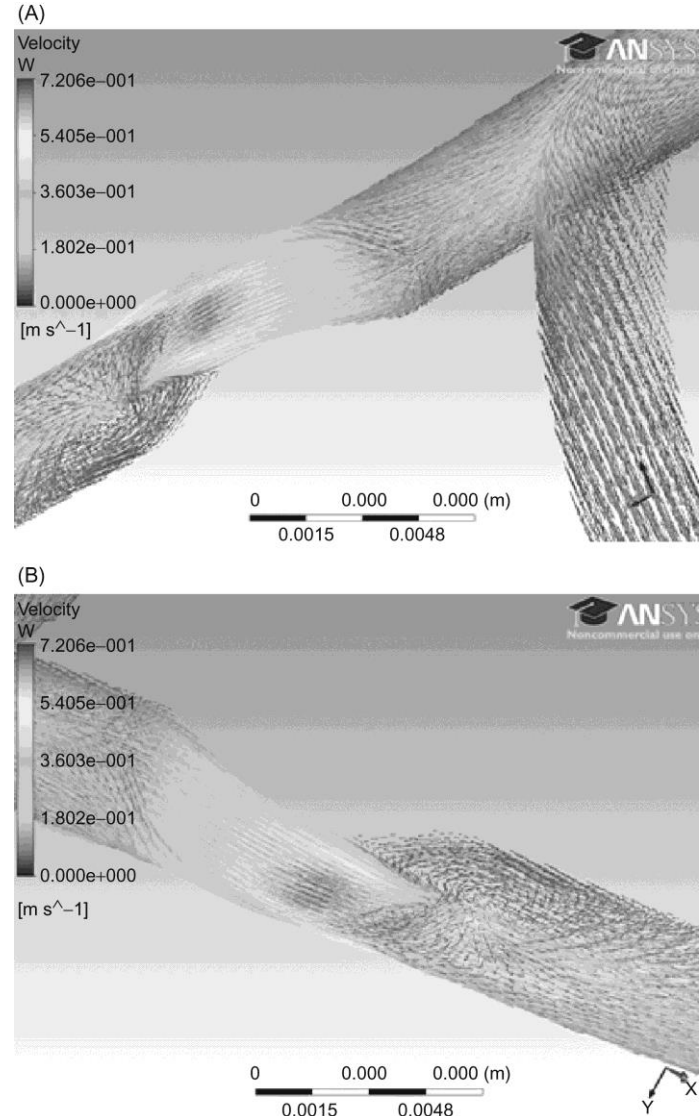 (A)
Velocity
W
ANSYS
Noncommercial use only
7.206e−001
5.405e−001
3.603e−001
1.802e−001
0.000e+000
[m s^−1]
0 0.000 0.000 (m)
0.0015 0.0048
(B)
Velocity
W
ANSYS
Noncommercial use on
7.206e−001
5.405e−001
3.603e−001
1.802e−001
0.000e+000
[m s^−1]
0 0.000 0.000 (m)
0.0015 0.0048
Y X